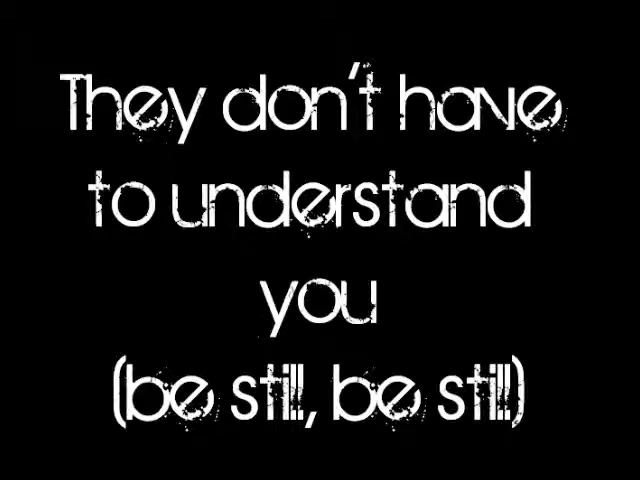 They don't have
to understand
you
(be still, be still)